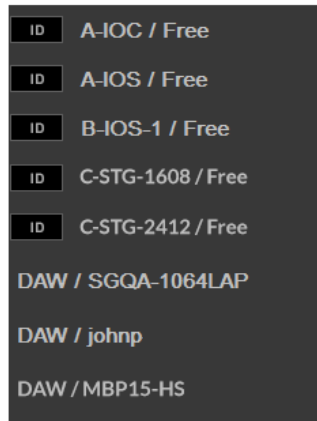 ID A-IOC / Free
ID A-IOS / Free
ID B-IOS-1 / Free
ID C-STG-1608 / Free
ID C-STG-2412 / Free
DAW / SGQA-1064LAP
DAW / johnp
DAW / MBP15-HS